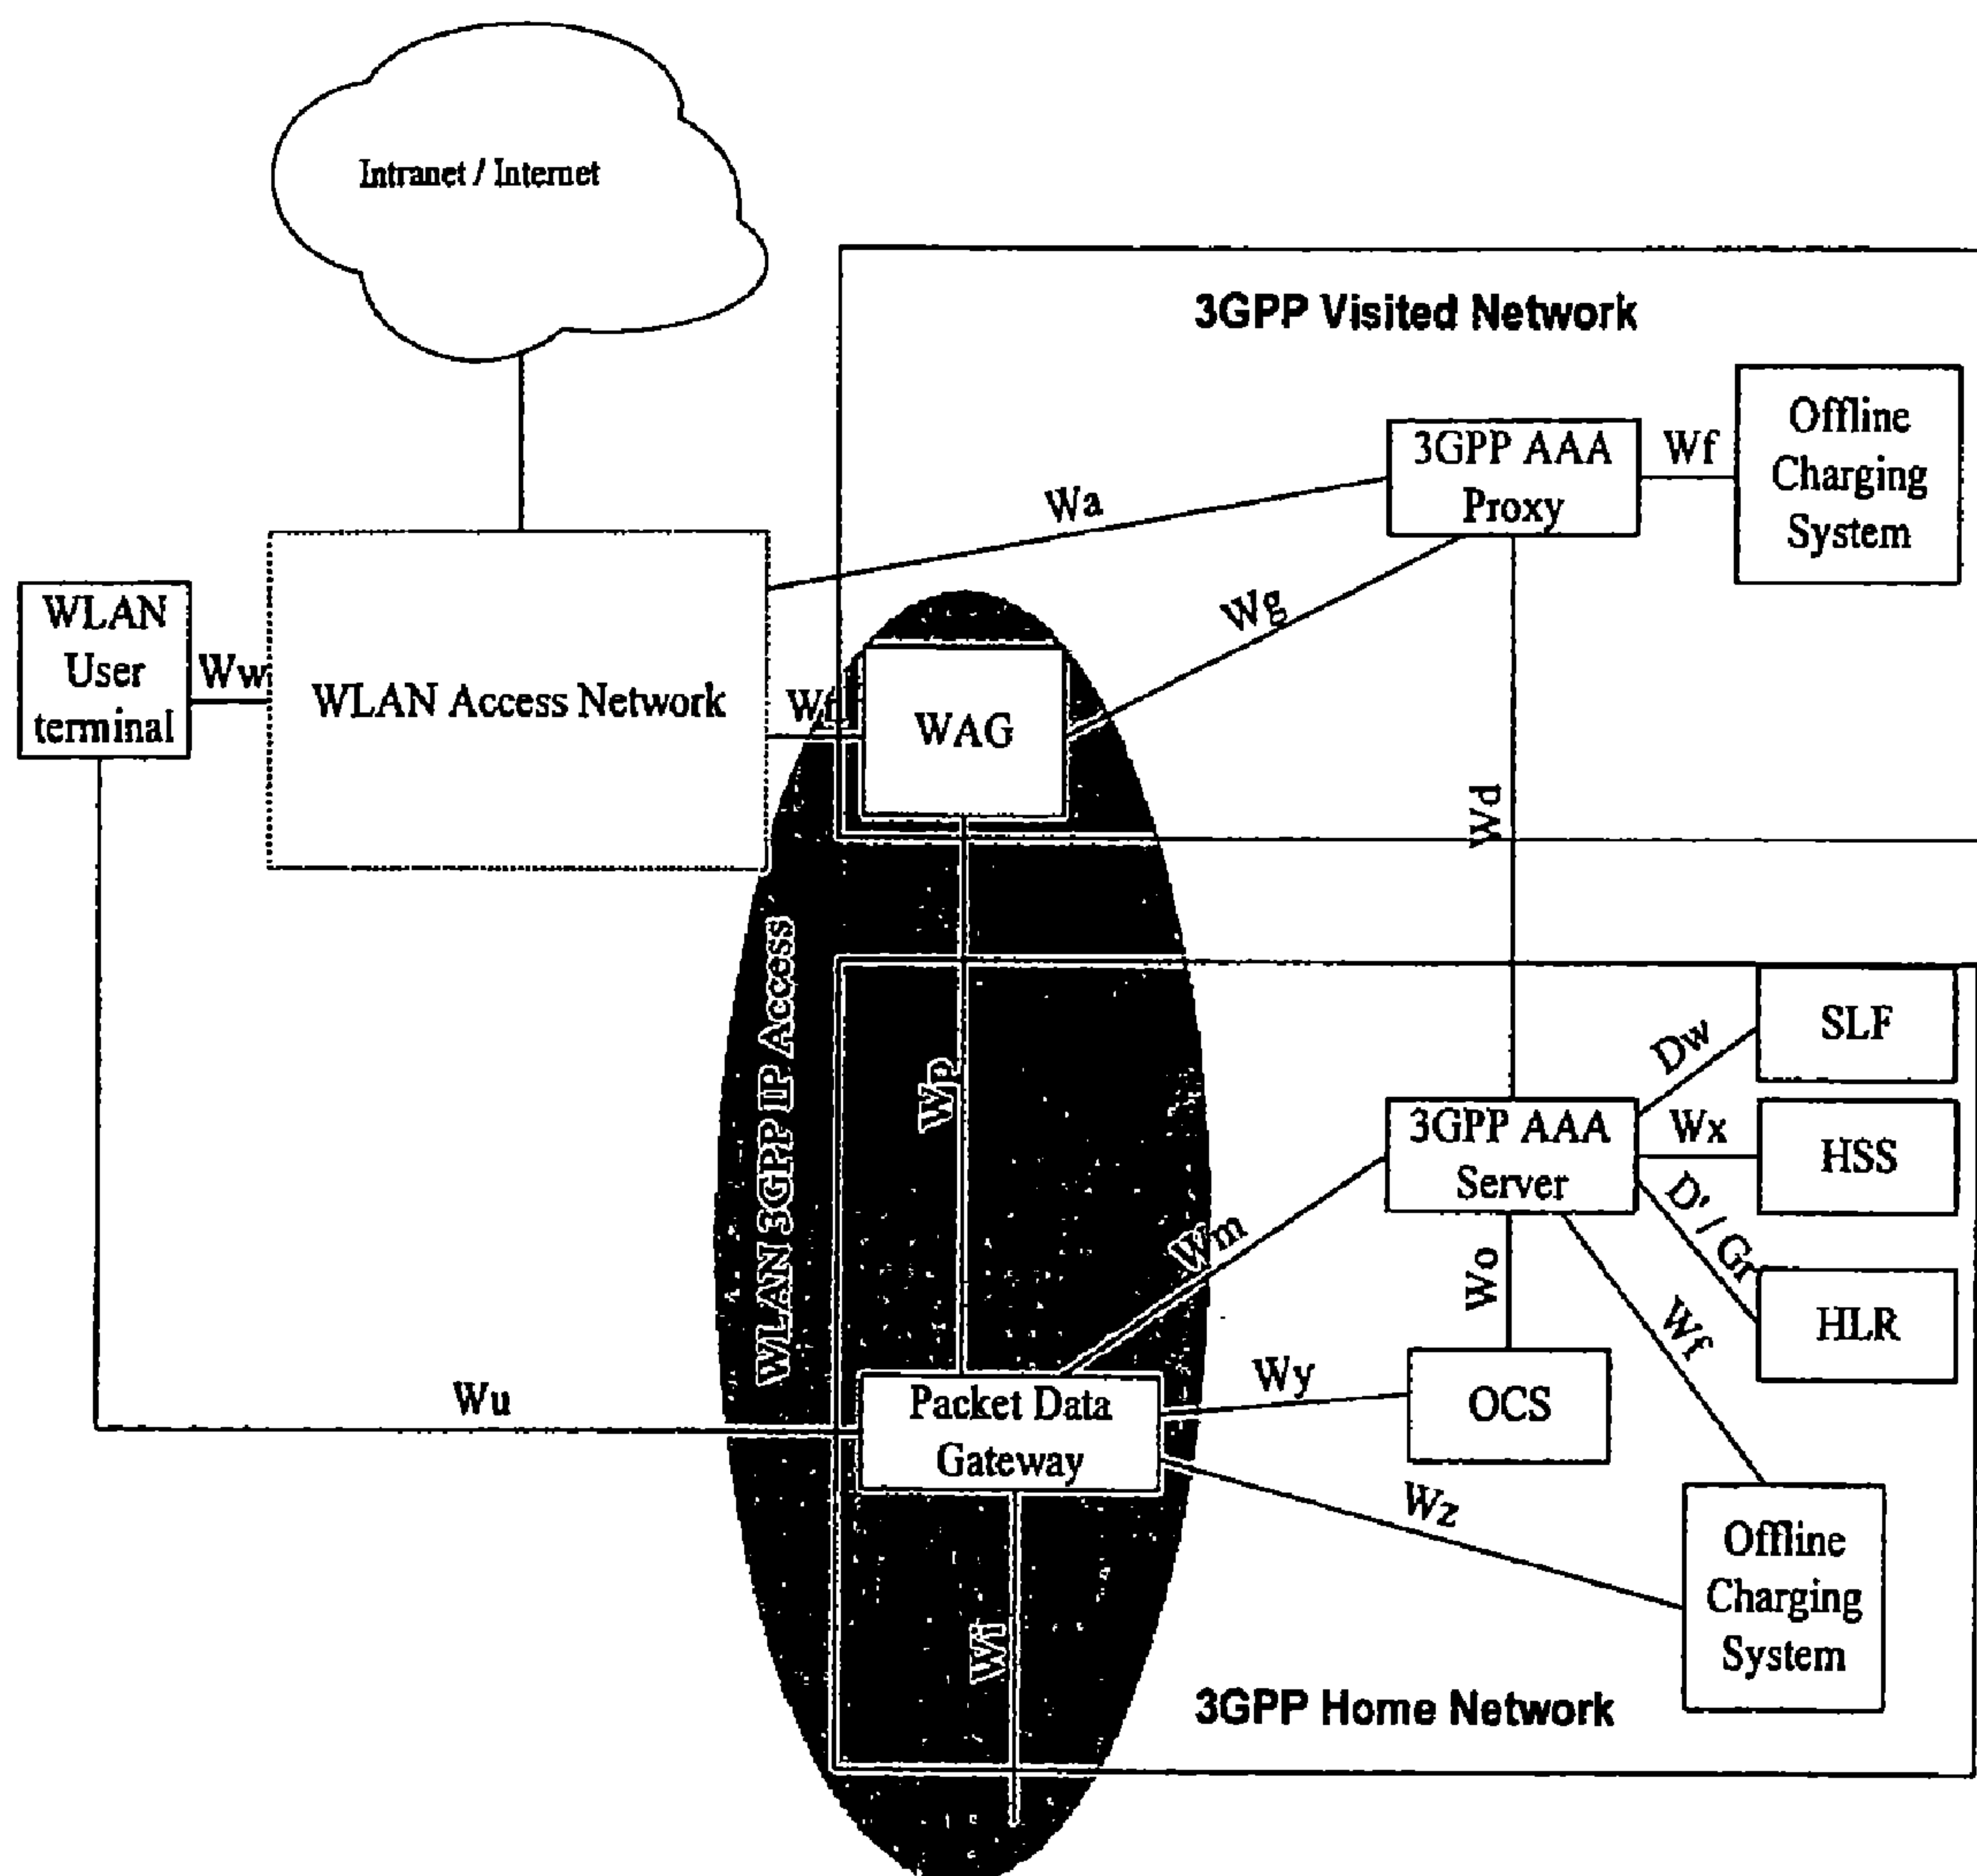 Intranet / Internet
3GPP Visited Network
Offline
Charging
System
3GPP AAA
Proxy
Wf
Wa
Wg
WLAN
User
terminal
Ww
WLAN Access Network
WAG
Wd
WLAN 3GPP IP Access
Wp
SLF
Dw
3GPP AAA
Server
Wx
HSS
D' / Gr
HLR
Wm
Wo
Wf
Wu
Packet Data
Gateway
Wy
OCS
Wz
Offline
Charging
System
Wi
3GPP Home Network